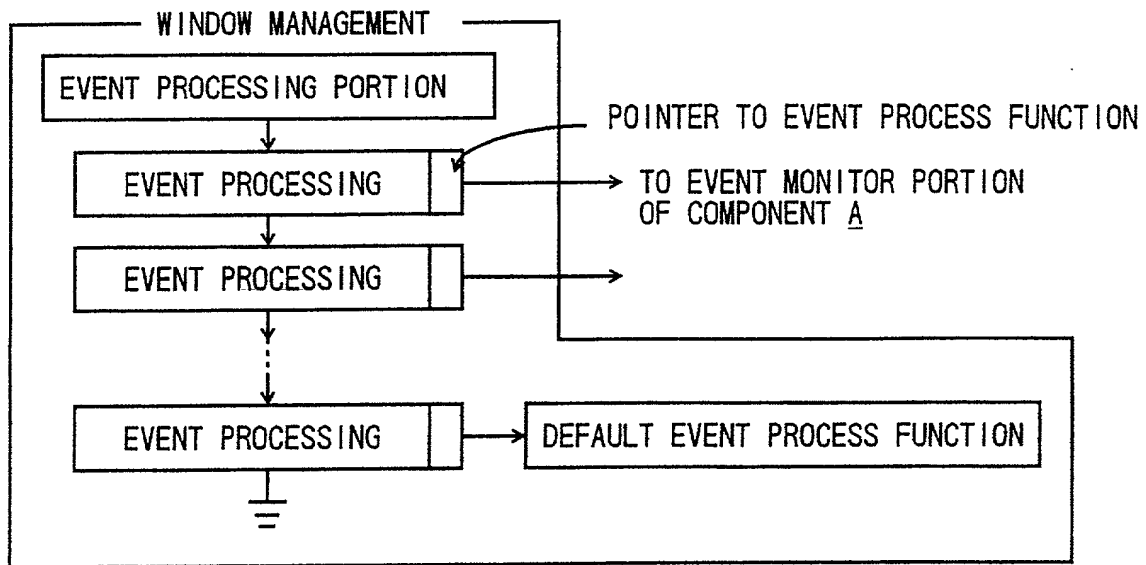 WINDOW MANAGEMENT
EVENT PROCESSING PORTION
POINTER TO EVENT PROCESS FUNCTION
EVENT PROCESSING
TO EVENT MONITOR PORTION
OF COMPONENT A
EVENT PROCESSING
EVENT PROCESSING
DEFAULT EVENT PROCESS FUNCTION